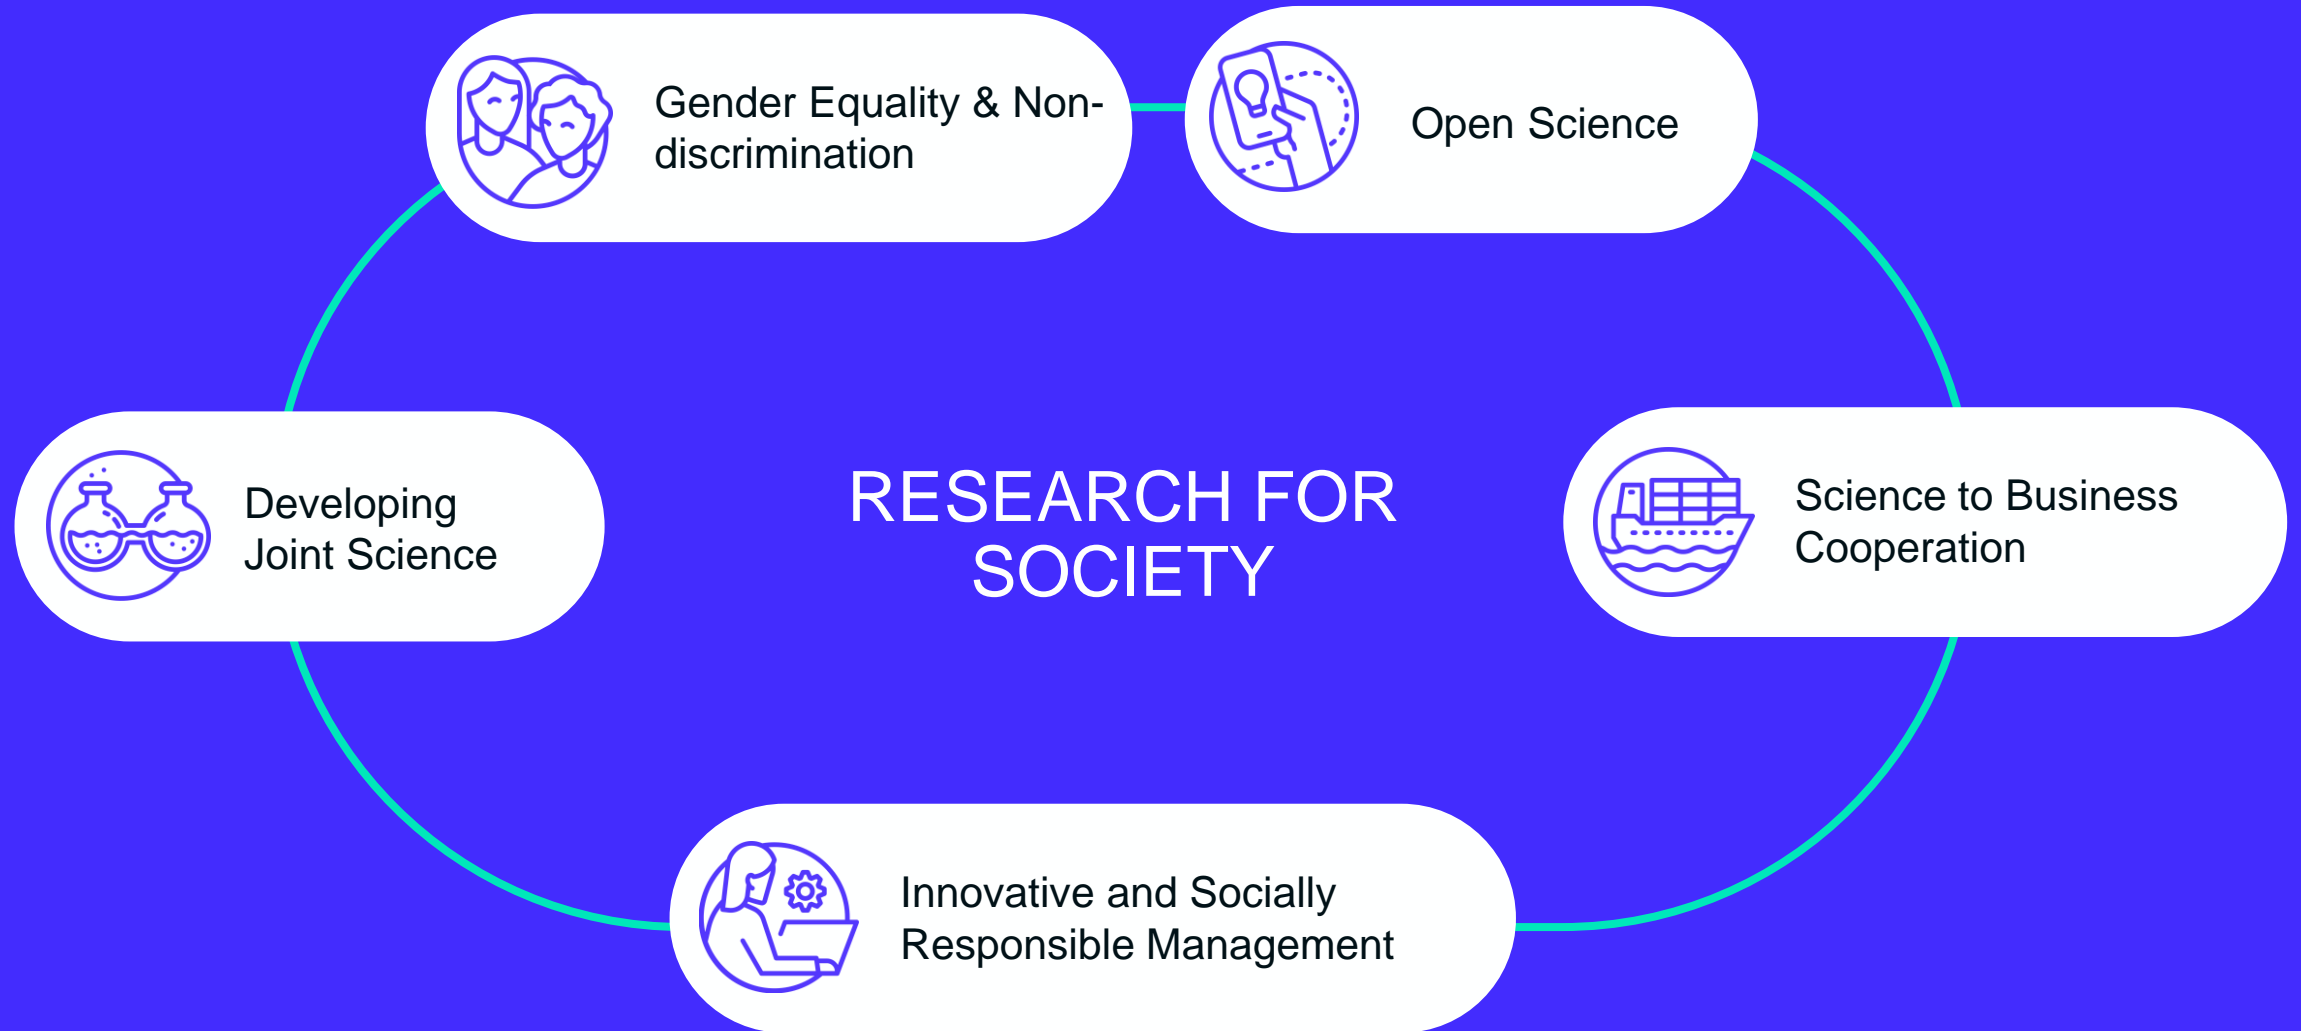 Gender Equality & Non-
discrimination
Open Science
Developing
Joint Science
RESEARCH FOR
SOCIETY
Science to Business
Cooperation
Innovative and Socially
Responsible Management